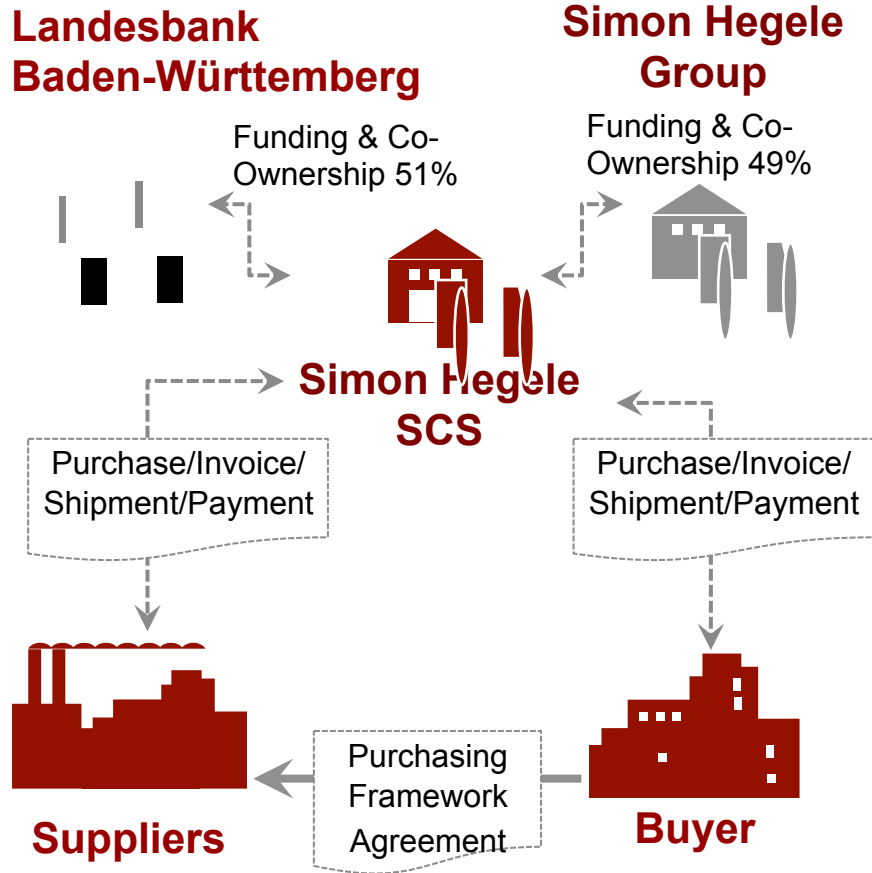 Landesbank
Baden-Württemberg
Simon Hegele
Group
Funding & Co-
Ownership 51%
Funding & Co-
Ownership 49%
Simon Hegele
SCS
Purchase/Invoice/
Shipment/Payment
Purchase/Invoice/
Shipment/Payment
Purchasing
Framework
Agreement
Suppliers
Buyer